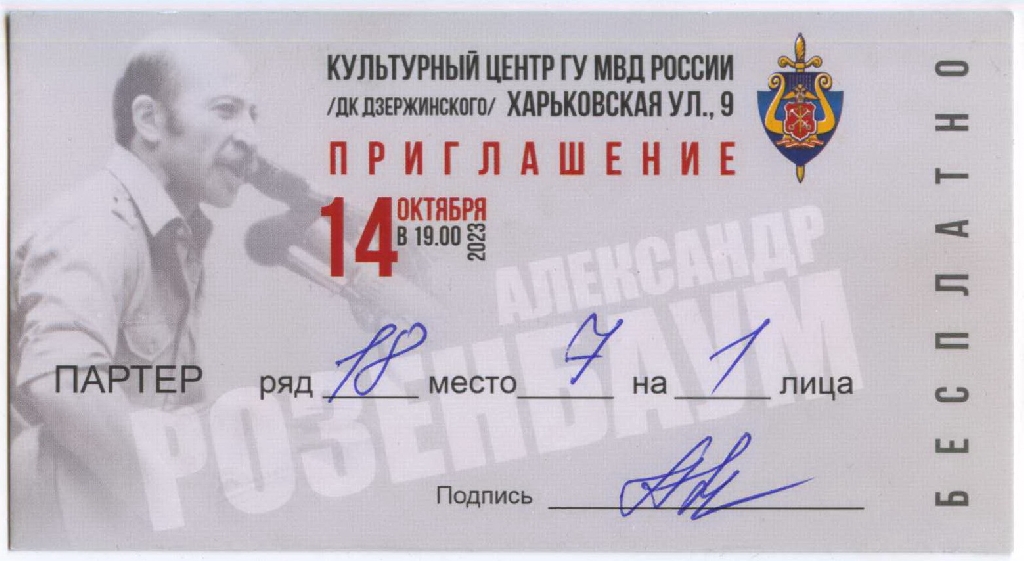 КУЛЬТУРНЫЙ ЦЕНТР ГУ МВД РОССИИ
/ДК ДЗЕРЖИНСКОГО/ ХАРЬКОВСКАЯ УЛ., 9
ПРИГЛАШЕНИЕ
14 ОКТЯБРЯ
В 19.00 2023
АЛЕКСАНДР
РОЗЕНБАУМ
ПАРТЕР ряд 18 место 7 на 1 лица
Подпись
БЕСПЛАТНО